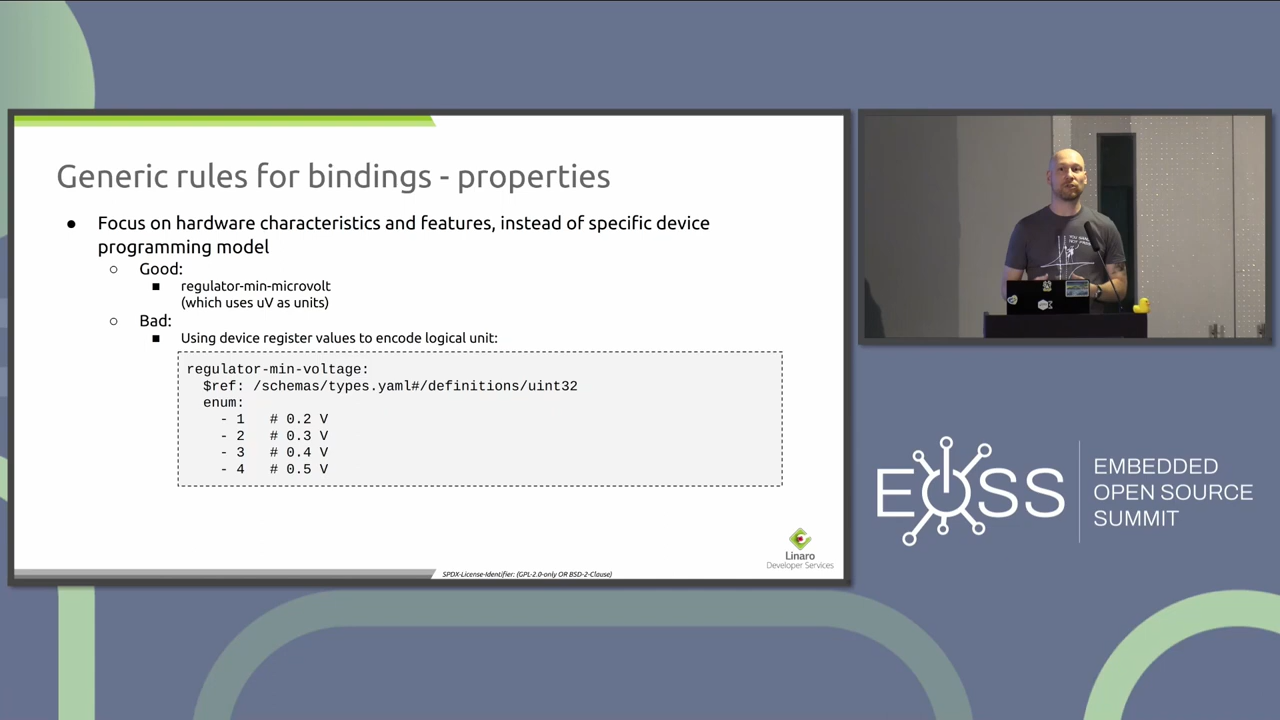 Generic rules for bindings - properties
● Focus on hardware characteristics and features, instead of specific device
programming model
○ Good:
■ regulator-min-microvolt
(which uses uV as units)
○ Bad:
■ Using device register values to encode logical unit:
regulator-min-voltage:
  $ref: /schemas/types.yaml#/definitions/uint32
  enum:
    - 1   # 0.2 V
    - 2   # 0.3 V
    - 3   # 0.4 V
    - 4   # 0.5 V
Linaro
Developer Services
SPDX-License-Identifier: (GPL-2.0-only OR BSD-2-Clause)
EOSS
EMBEDDED
OPEN SOURCE
SUMMIT